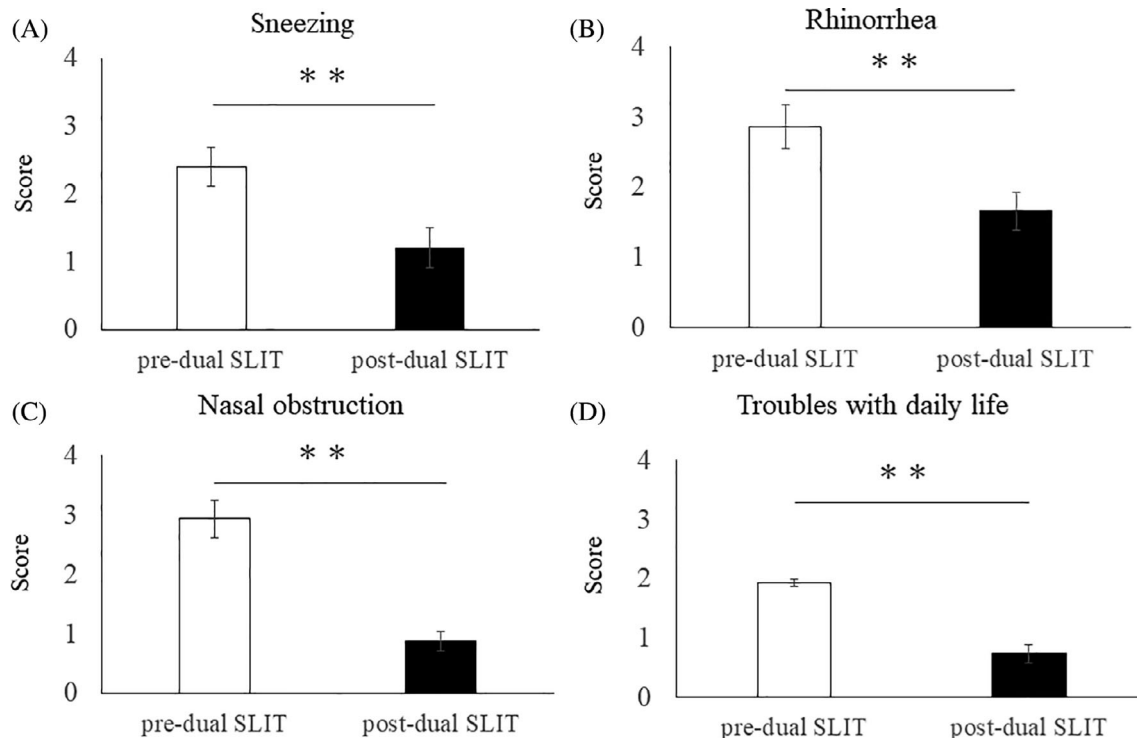 (A)
Sneezing
4
3
2
1
0
Score
* *
pre-dual SLIT
post-dual SLIT
(B)
Rhinorrhea
4
3
2
1
0
Score
* *
pre-dual SLIT
post-dual SLIT
(C)
Nasal obstruction
4
3
2
1
0
Score
* *
pre-dual SLIT
post-dual SLIT
(D)
Troubles with daily life
4
3
2
1
0
Score
* *
pre-dual SLIT
post-dual SLIT